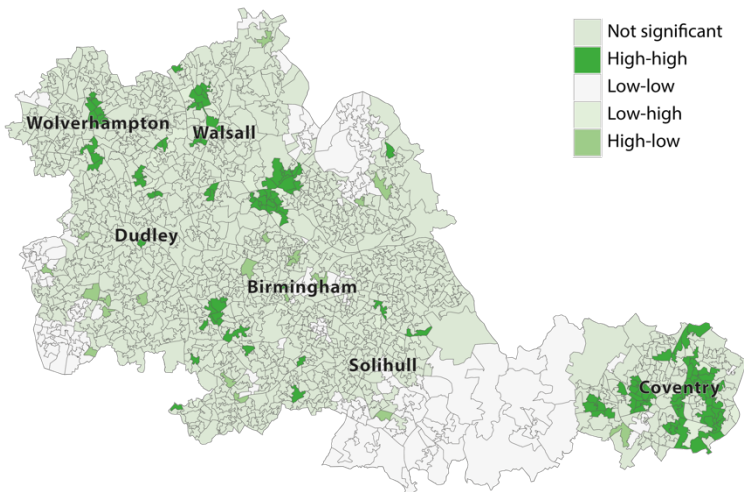 Not significant
High-high
Low-low
Low-high
High-low
Wolverhampton
Walsall
Dudley
Birmingham
Solihull
Coventry